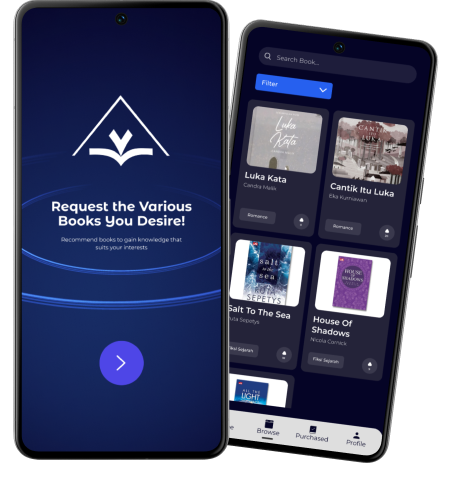 Request the Various
Books You Desire!
Recommend books to gain knowledge that
suits your interests
Search Book...
Filter
Luka
Kata
CANTIK
LUKA
Luka Kata
Candra Malik
Cantik Itu Luka
Eka Kurniawan
Romance
Romance
salt
to the
sea
RUTA
SEPETYS
HOUSE
OF
SHADOWS
Salt To The Sea
Ruta Sepetys
House Of
Shadows
Nicola Cornick
Fiksi Sejarah
Fiksi Sejarah
ALL THE
LIGHT
Browse
Purchased
Profile